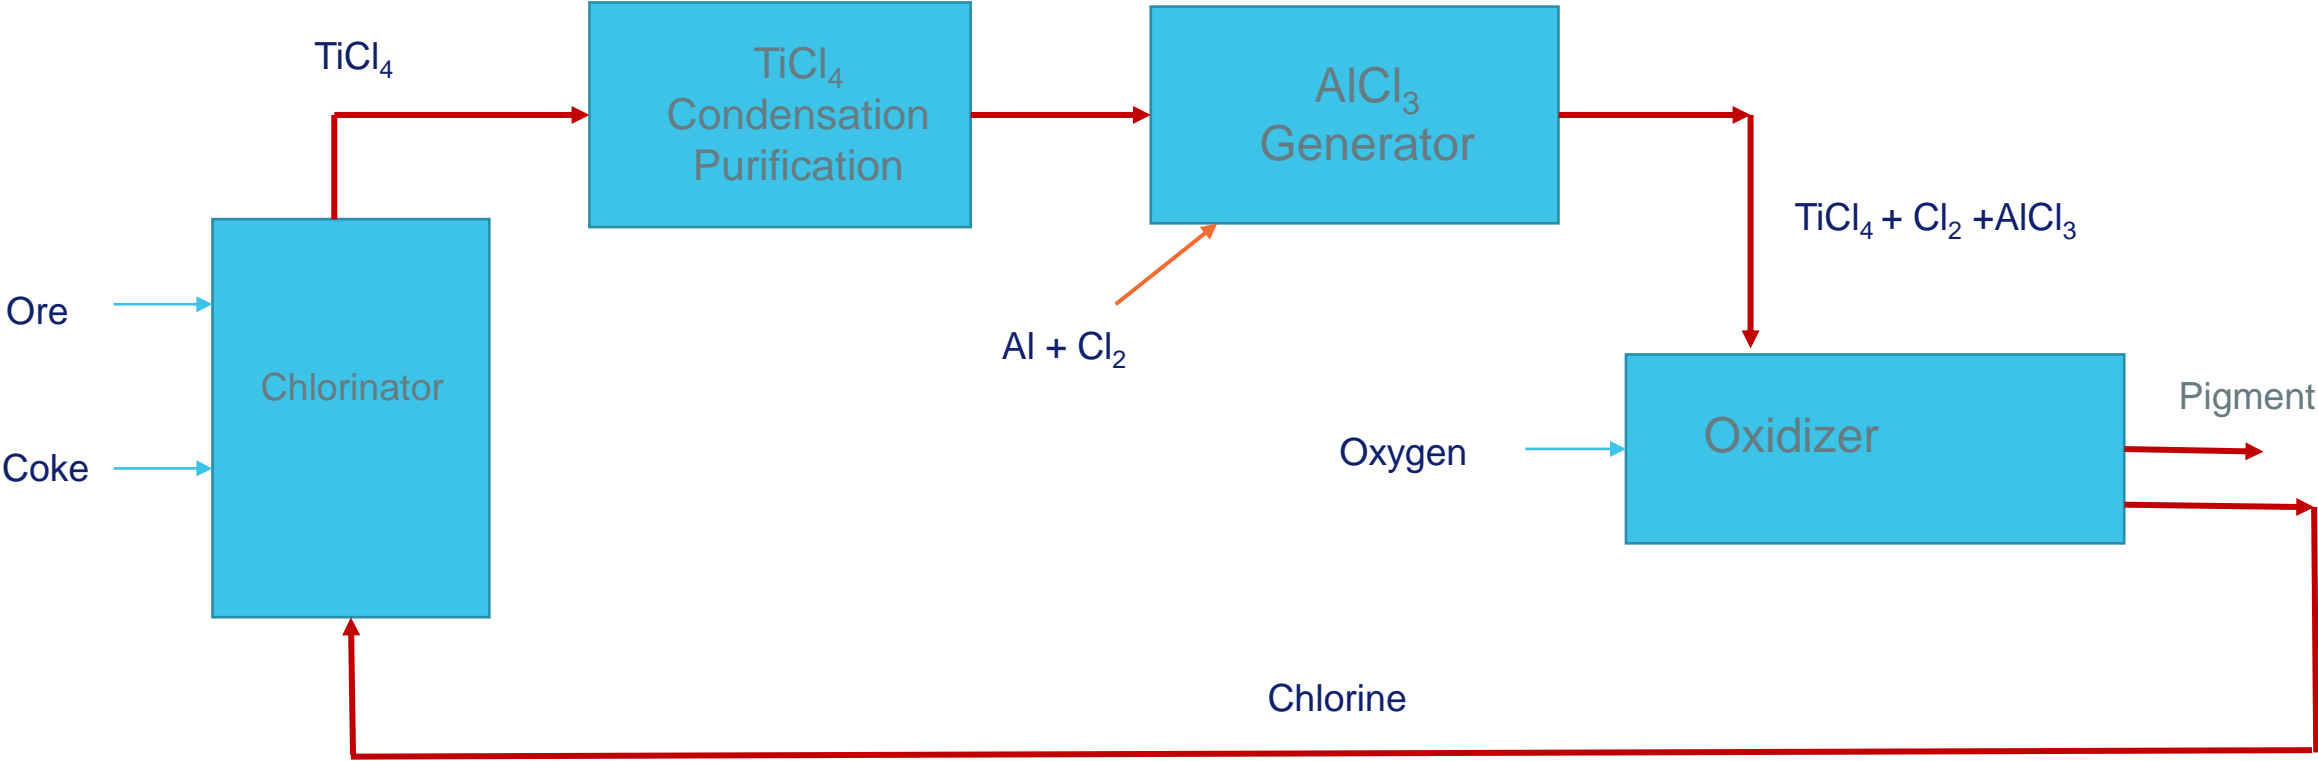 TiCl₄
TiCl₄
Condensation
Purification
AlCl₃
Generator
TiCl₄ + Cl₂ +AlCl₃
Ore
Chlorinator
Al + Cl₂
Coke
Oxygen
Oxidizer
Pigment
Chlorine